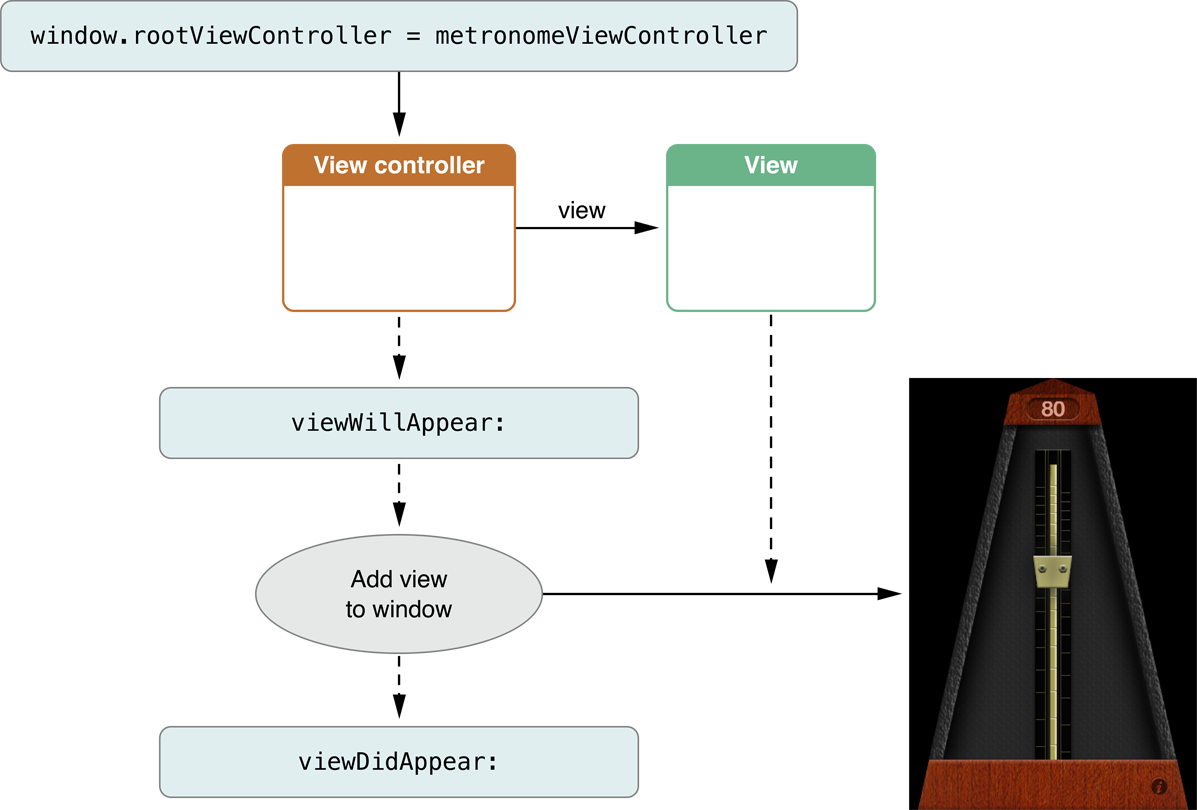 window.rootViewController = metronomeViewController
View controller
View
view
viewWillAppear:
80
Add view
to window
viewDidAppear:
i